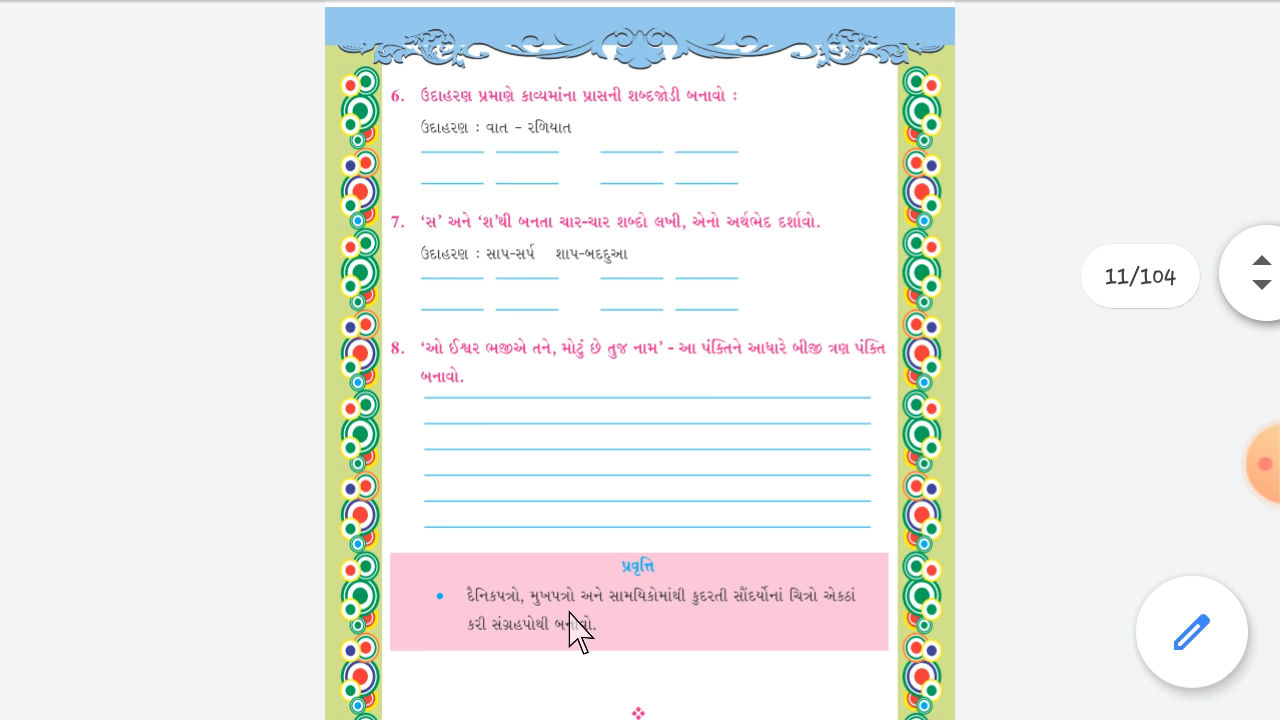 6. ઉદાહરણ પ્રમાણે કાવ્યમાંના પ્રાસની શબ્દજોડી બનાવો :
ઉદાહરણ : વાત – રળિયાત
7. ‘સ’ અને ‘શ’થી બનતા ચાર-ચાર શબ્દો લખી, એનો અર્થભેદ દર્શાવો.
ઉદાહરણ : સાપ-સર્પ શાપ-બદદુઆ
8. ‘ઓ ઈશ્વર ભજીએ તને, મોટું છે તુજ નામ’ - આ પંક્તિને આધારે બીજી ત્રણ પંક્તિ
બનાવો.
પ્રવૃત્તિ
• દૈનિકપત્રો, મુખપત્રો અને સામયિકોમાંથી કુદરતી સૌંદર્યોનાં ચિત્રો એકઠાં
કરી સંગ્રહપોથી બનાવો.
11/104